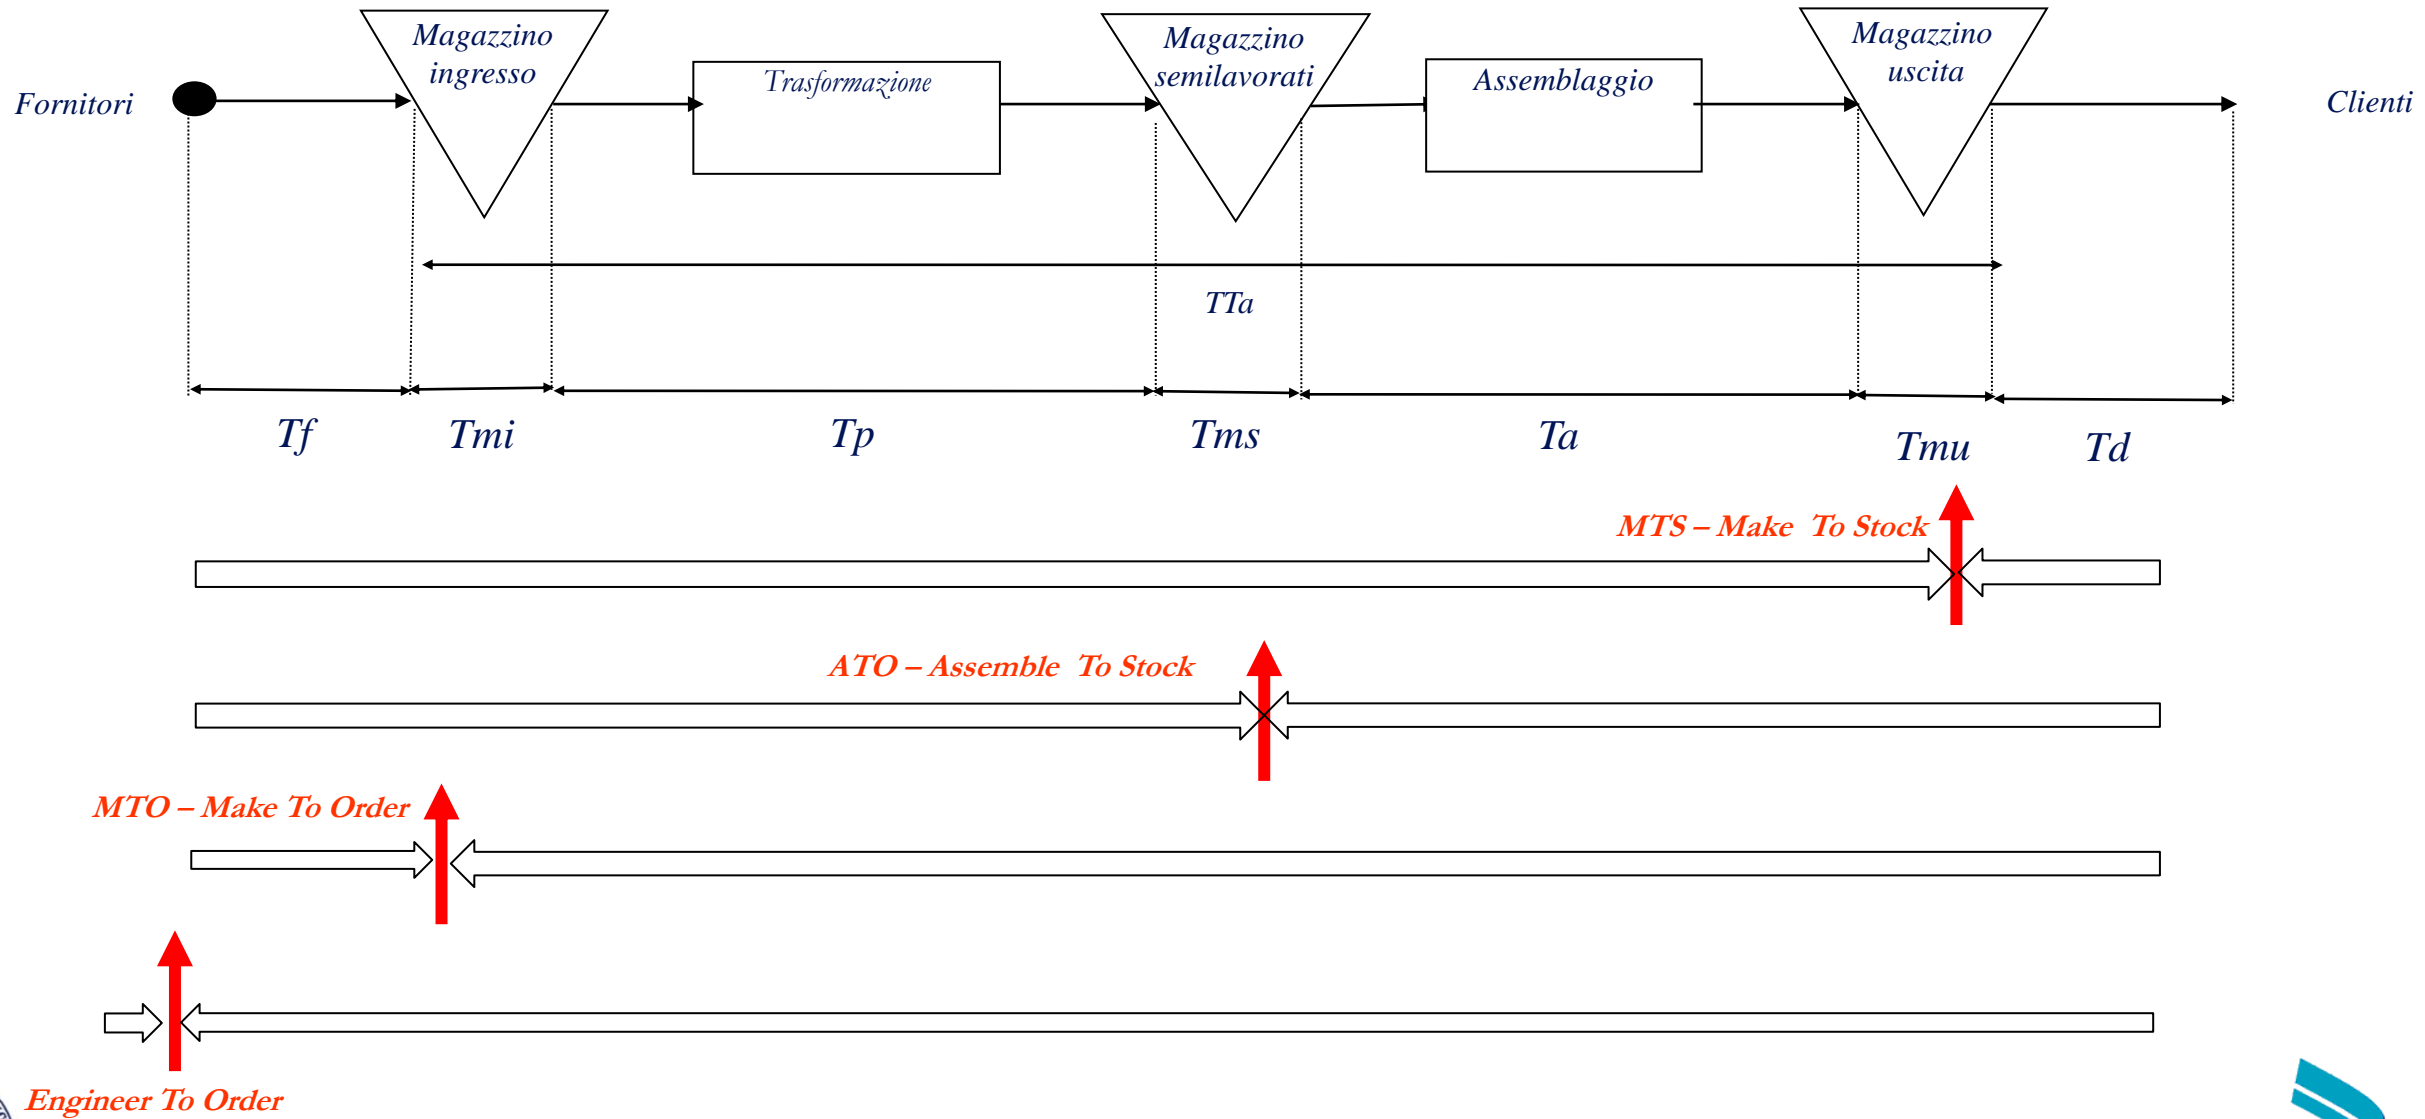 Magazzino
ingresso
Magazzino
semilavorati
Magazzino
uscita
Trasformazione
Assemblaggio
Fornitori
Clienti
TTa
Tf
Tmi
Tp
Tms
Ta
Tmu
Td
MTS – Make To Stock
ATO – Assemble To Stock
MTO – Make To Order
Engineer To Order